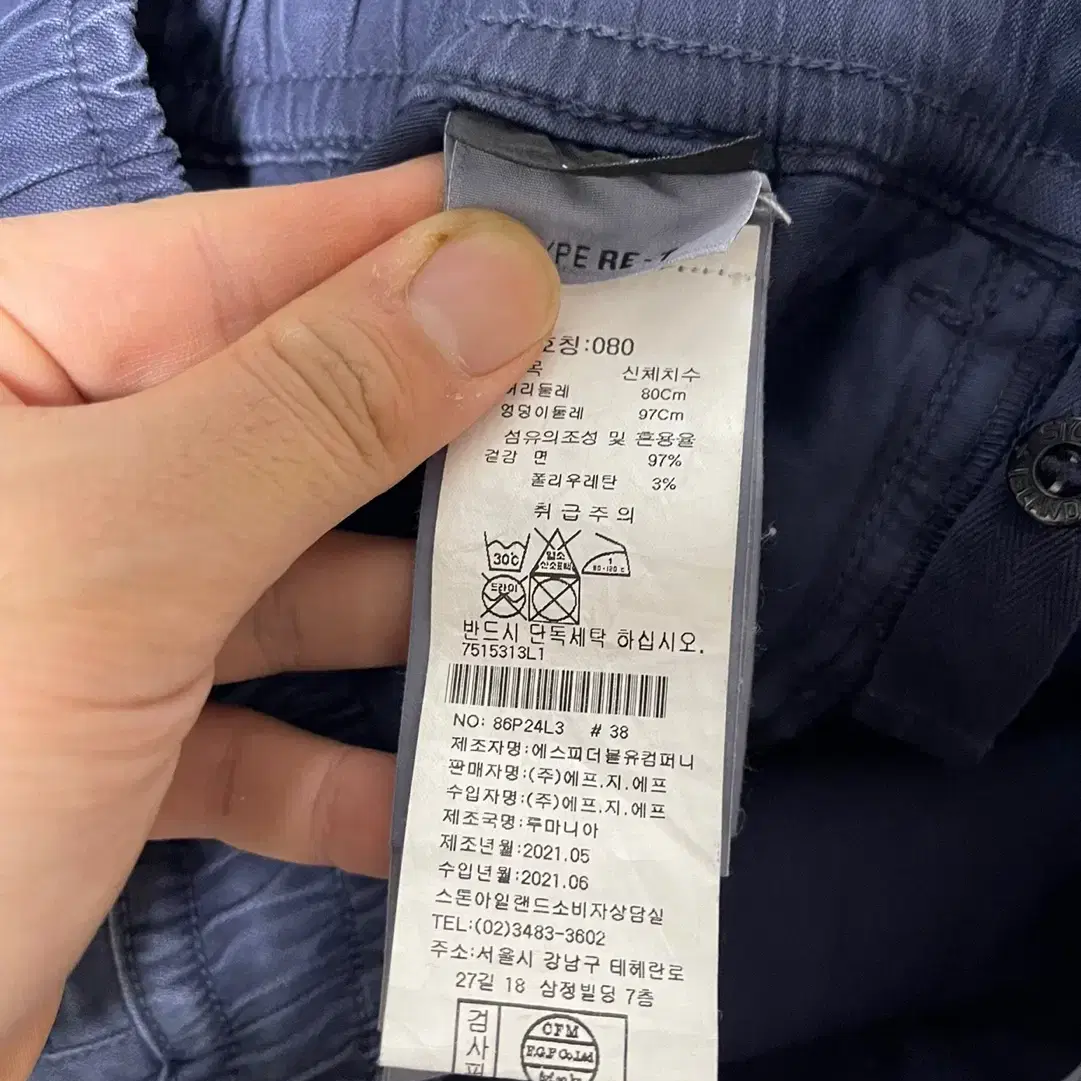 YPE RE-T
호칭:080
목 신체치수
허리둘레 80Cm
엉덩이둘레 97Cm
섬유의조성 및 혼용율
겉감 면 97%
폴리우레탄 3%
취급주의
30℃
염소
산소표백
1
80-120℃
드라이
반드시 단독세탁 하십시오.
7515313L1
NO: 86P24L3 # 38
제조자명:에스피더블유컴퍼니
판매자명:(주)에프.지.에프
수입자명:(주)에프.지.에프
제조국명:루마니아
제조년월:2021.05
수입년월:2021.06
스돈아일랜드소비자상담실
TEL:(02)3483-3602
주소:서울시 강남구 테헤란로
27길 18 삼정빌딩 7층
검사
CFM
F.G.F Co.Ltd